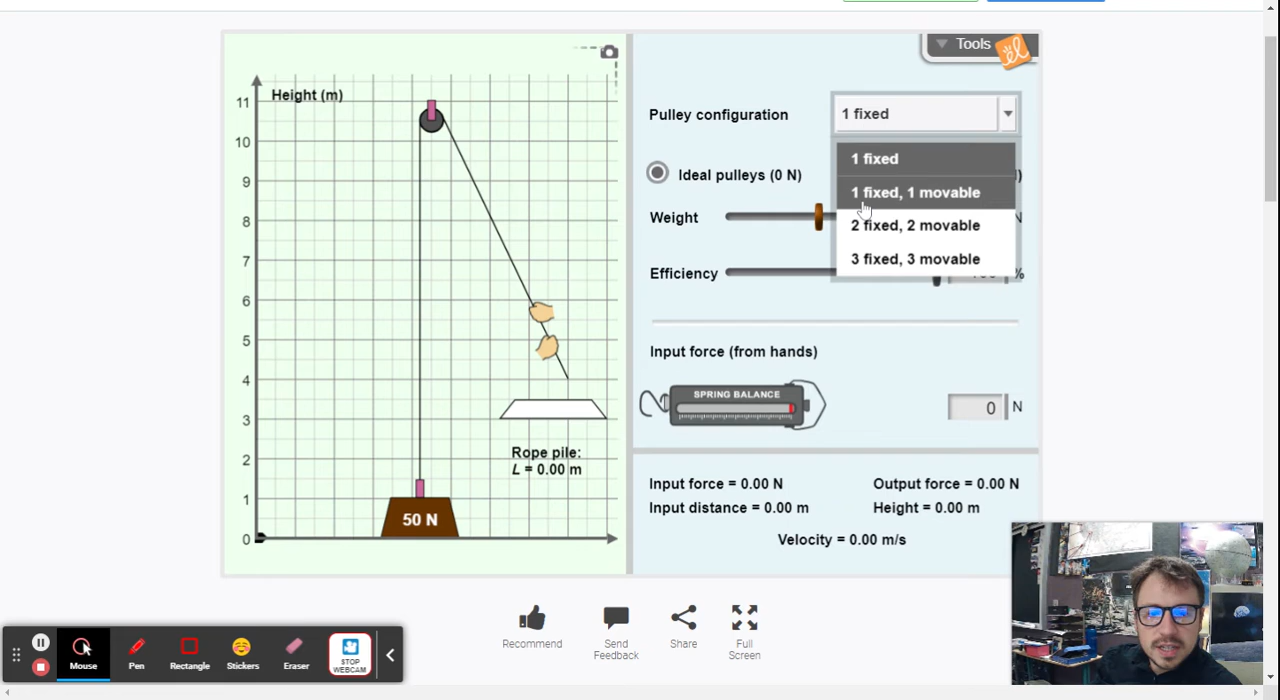 Tools
Height (m)
11
10
9
8
7
6
5
4
3
2
1
0
50 N
Rope pile:
L = 0.00 m
Pulley configuration
1 fixed
1 fixed
1 fixed, 1 movable
2 fixed, 2 movable
3 fixed, 3 movable
Ideal pulleys (0 N)
Weight
N
Efficiency
%
Input force (from hands)
SPRING BALANCE
0 N
Input force = 0.00 N
Output force = 0.00 N
Input distance = 0.00 m
Height = 0.00 m
Velocity = 0.00 m/s
Recommend
Send
Feedback
Share
Full
Screen
Mouse
Pen
Rectangle
Stickers
Eraser
STOP
WEBCAM